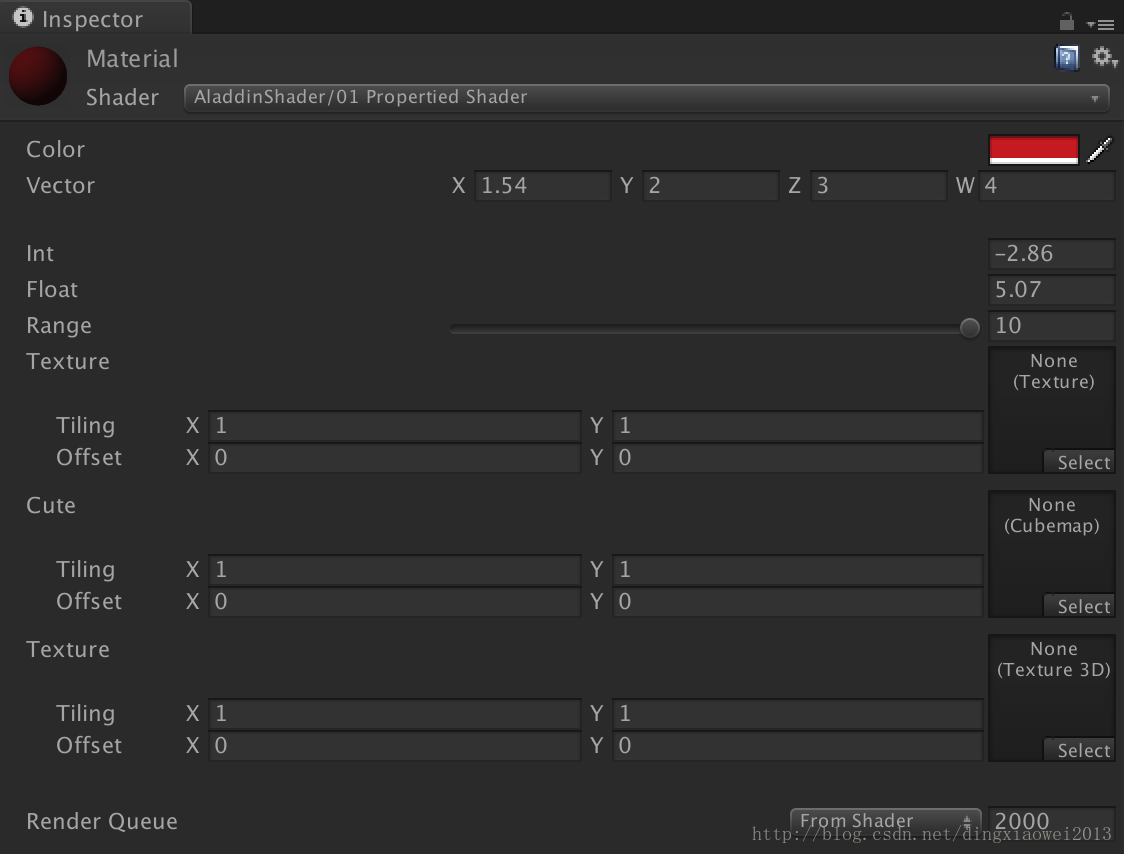 Inspector
Material
Shader AladdinShader/01 Propertied Shader
Color
Vector X 1.54 Y 2 Z 3 W 4
Int -2.86
Float 5.07
Range 10
Texture None
(Texture)
Tiling X 1 Y 1
Offset X 0 Y 0
Select
Cute None
(Cubemap)
Tiling X 1 Y 1
Offset X 0 Y 0
Select
Texture None
(Texture 3D)
Tiling X 1 Y 1
Offset X 0 Y 0
Select
Render Queue From Shader 2000
http://blog.csdn.net/dingxiaowei2013